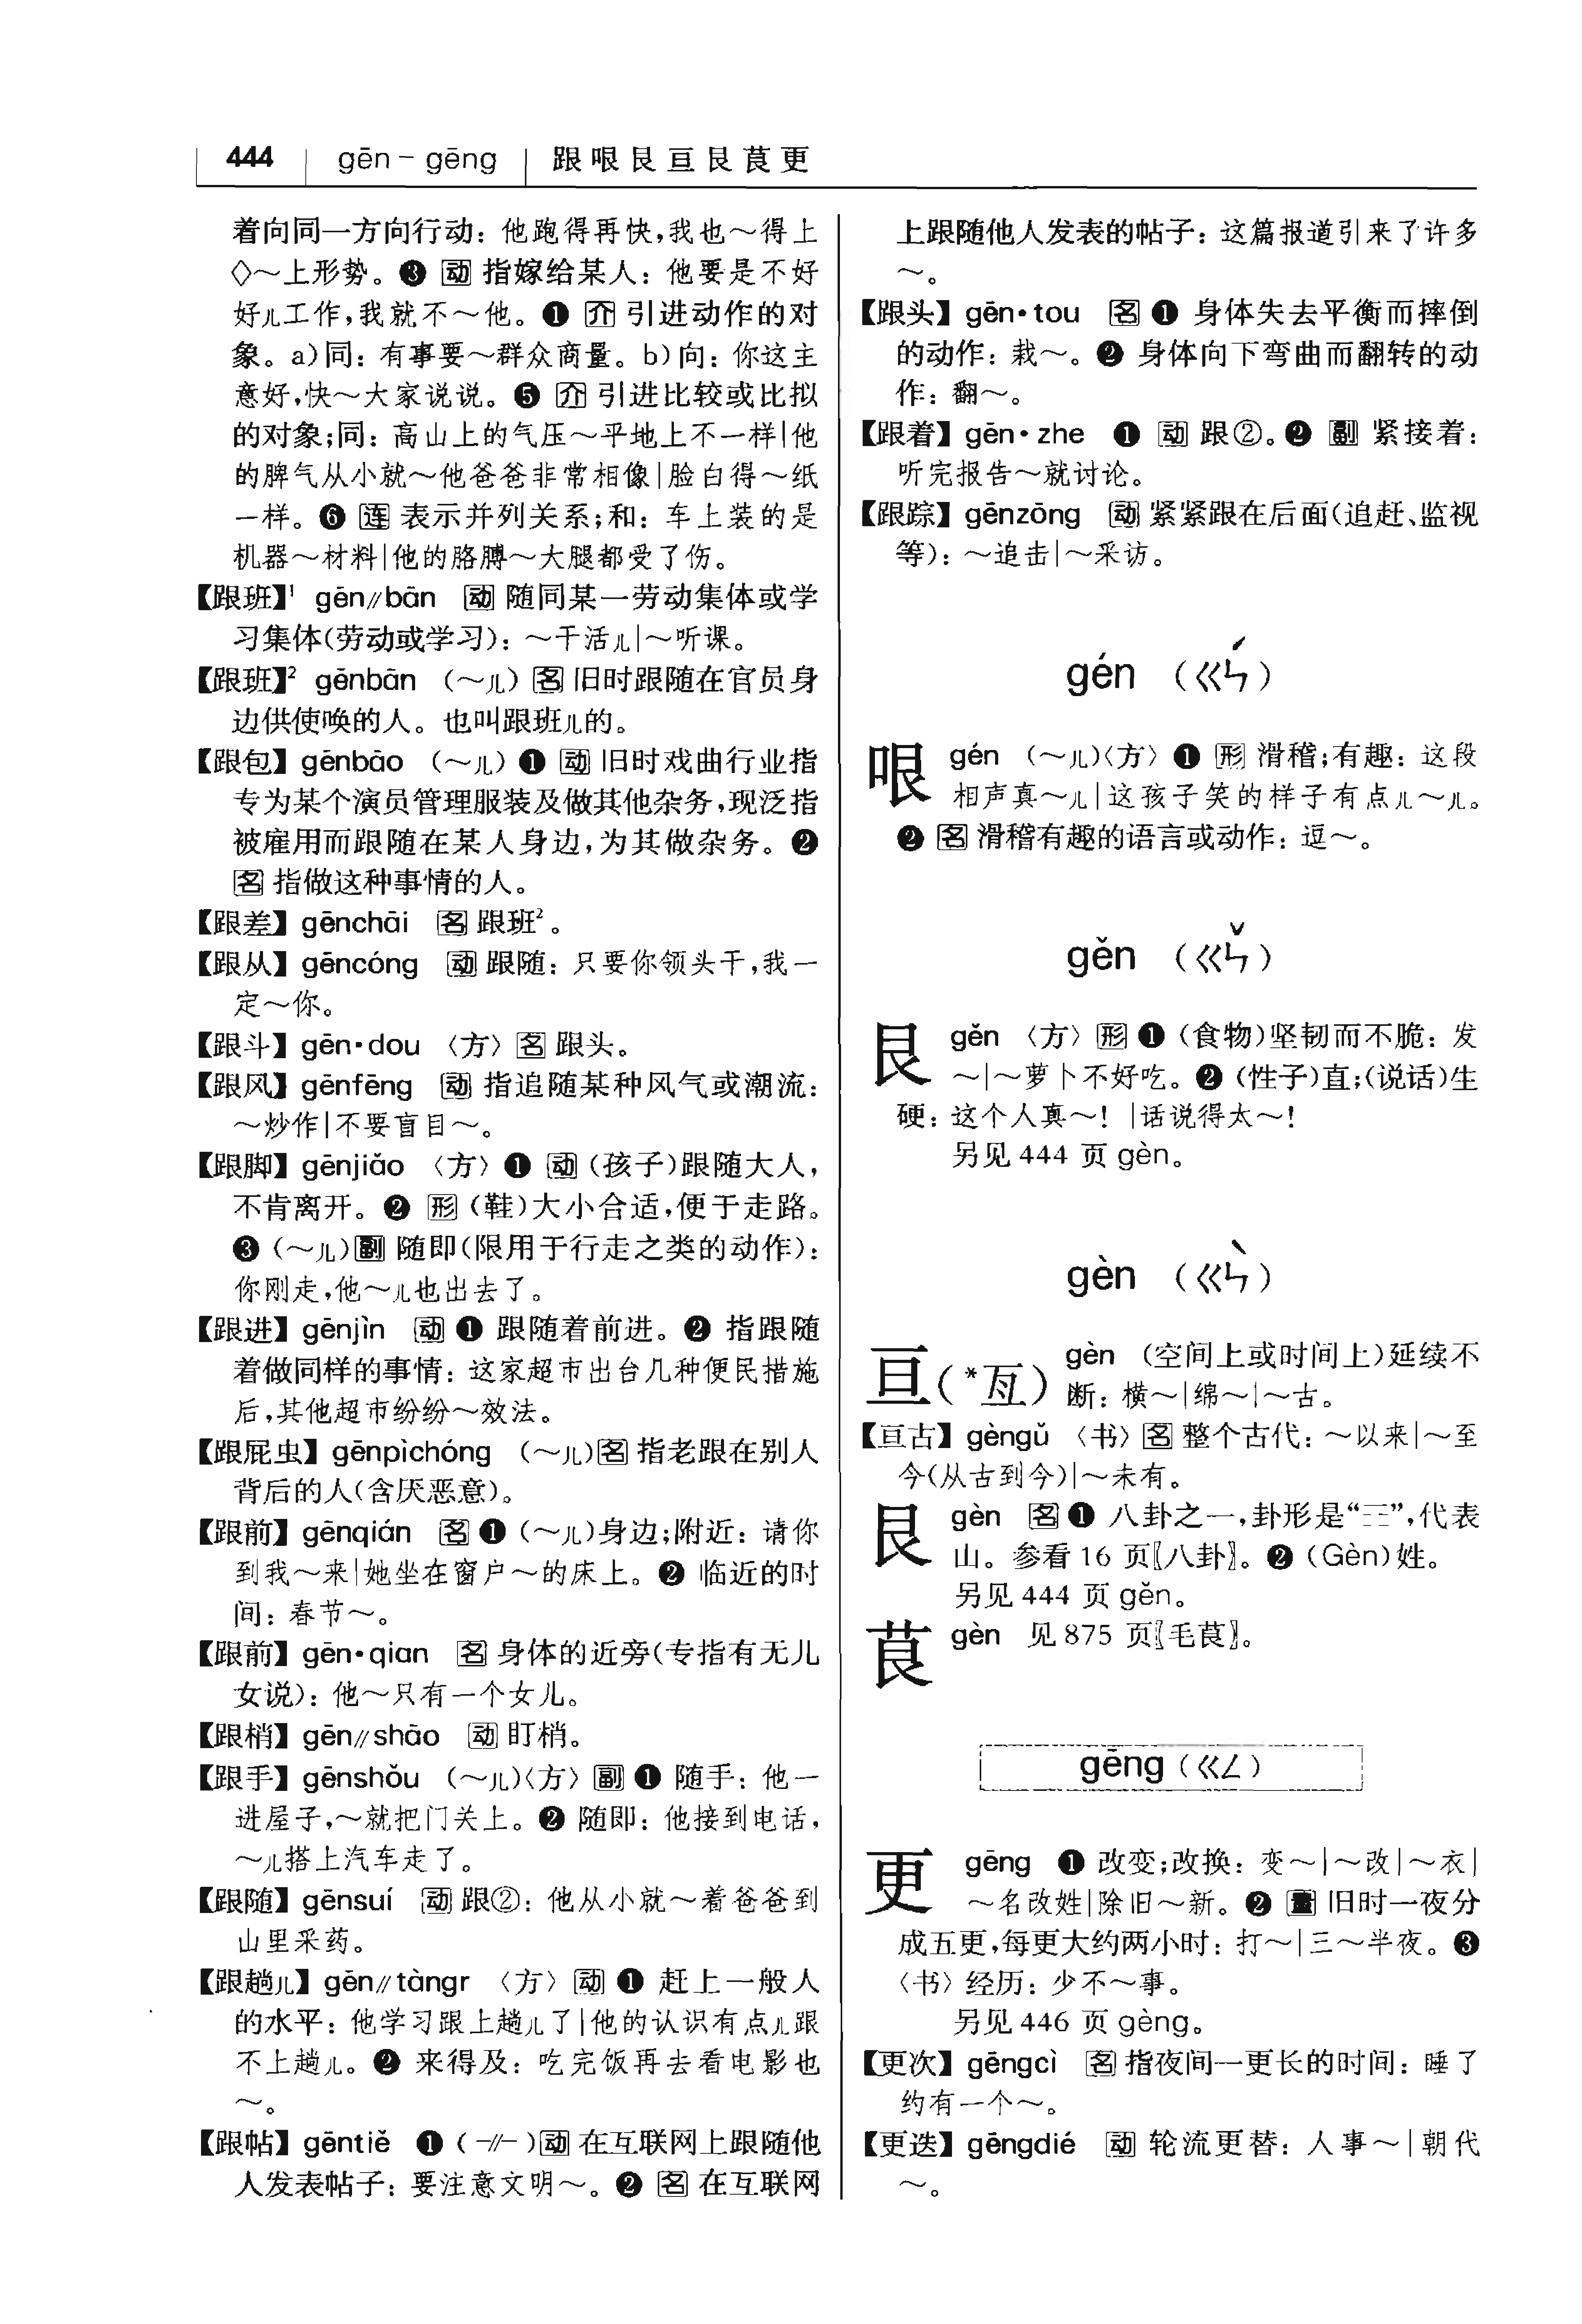 444 gēn－gēng 跟哏艮亘艮茛更
着向同一方向行动：他跑得再快，我也～得上
◇～上形势。❸ 动 指嫁给某人：他要是不好
好儿工作，我就不～他。❹ 介 引进动作的对
象。a）同：有事要～群众商量。b）向：你这主
意好，快～大家说说。❺ 介 引进比较或比拟
的对象；同：高山上的气压～平地上不一样｜他
的脾气从小就～他爸爸非常相像｜脸白得～纸
一样。❻ 连 表示并列关系；和：车上装的是
机器～材料｜他的胳膊～大腿都受了伤。
【跟班】¹ gēn∥bān 动 随同某一劳动集体或学
习集体（劳动或学习）：～干活儿｜～听课。
【跟班】² gēnbān （～儿）名 旧时跟随在官员身
边供使唤的人。也叫跟班儿的。
【跟包】gēnbāo （～儿）❶ 动 旧时戏曲行业指
专为某个演员管理服装及做其他杂务，现泛指
被雇用而跟随在某人身边，为其做杂务。❷
名 指做这种事情的人。
【跟差】gēnchāi 名 跟班²。
【跟从】gēncóng 动 跟随：只要你领头干，我一
定～你。
【跟斗】gēn·dou 〈方〉名 跟头。
【跟风】gēnfēng 动 指追随某种风气或潮流：
～炒作｜不要盲目～。
【跟脚】gēnjiǎo 〈方〉❶ 动（孩子）跟随大人，
不肯离开。❷ 形（鞋）大小合适，便于走路。
❸（～儿）副 随即（限用于行走之类的动作）：
你刚走，他～儿也出去了。
【跟进】gēnjìn 动 ❶ 跟随着前进。❷ 指跟随
着做同样的事情：这家超市出台几种便民措施
后，其他超市纷纷～效法。
【跟屁虫】gēnpìchóng （～儿）名 指老跟在别人
背后的人（含厌恶意）。
【跟前】gēnqián 名 ❶（～儿）身边；附近：请你
到我～来｜她坐在窗户～的床上。❷ 临近的时
间：春节～。
【跟前】gēn·qian 名 身体的近旁（专指有无儿
女说）：他～只有一个女儿。
【跟梢】gēn∥shāo 动 盯梢。
【跟手】gēnshǒu （～儿）〈方〉副 ❶ 随手：他一
进屋子，～就把门关上。❷ 随即：他接到电话，
～儿搭上汽车走了。
【跟随】gēnsuí 动 跟②：他从小就～着爸爸到
山里采药。
【跟趟儿】gēn∥tàngr 〈方〉动 ❶ 赶上一般人
的水平：他学习跟上趟儿了｜他的认识有点儿跟
不上趟儿。❷ 来得及：吃完饭再去看电影也
～。
【跟帖】gēntiě ❶（－∥－）动 在互联网上跟随他
人发表帖子：要注意文明～。❷ 名 在互联网
上跟随他人发表的帖子：这篇报道引来了许多
～。
【跟头】gēn·tou 名 ❶ 身体失去平衡而摔倒
的动作：栽～。❷ 身体向下弯曲而翻转的动
作：翻～。
【跟着】gēn·zhe ❶ 动 跟②。❷ 副 紧接着：
听完报告～就讨论。
【跟踪】gēnzōng 动 紧紧跟在后面（追赶、监视
等）：～追击｜～采访。
gén （ㄍㄣˊ）
哏 gén （～儿）〈方〉❶ 形 滑稽；有趣：这段
相声真～儿｜这孩子笑的样子有点儿～儿。
❷ 名 滑稽有趣的语言或动作：逗～。
gěn （ㄍㄣˇ）
艮 gěn 〈方〉形 ❶（食物）坚韧而不脆：发
～｜～萝卜不好吃。❷（性子）直；（说话）生
硬：这个人真～！｜话说得太～！
另见 444 页 gèn。
gèn （ㄍㄣˋ）
亘（*亙） gèn （空间上或时间上）延续不
断：横～｜绵～｜～古。
【亘古】gèngǔ 〈书〉名 整个古代：～以来｜～至
今（从古到今）｜～未有。
艮 gèn 名 ❶ 八卦之一，卦形是“☶”，代表
山。参看 16 页〖八卦〗。❷（Gèn）姓。
另见 444 页 gěn。
茛 gèn 见 875 页〖毛茛〗。
gēng（ㄍㄥ）
更 gēng ❶ 改变；改换：变～｜～改｜～衣｜
～名改姓｜除旧～新。❷ 量 旧时一夜分
成五更，每更大约两小时：打～｜三～半夜。❸
〈书〉经历：少不～事。
另见 446 页 gèng。
【更次】gēngcì 名 指夜间一更长的时间：睡了
约有一个～。
【更迭】gēngdié 动 轮流更替：人事～｜朝代
～。